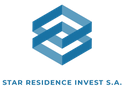 STAR RESIDENCE INVEST S.A.